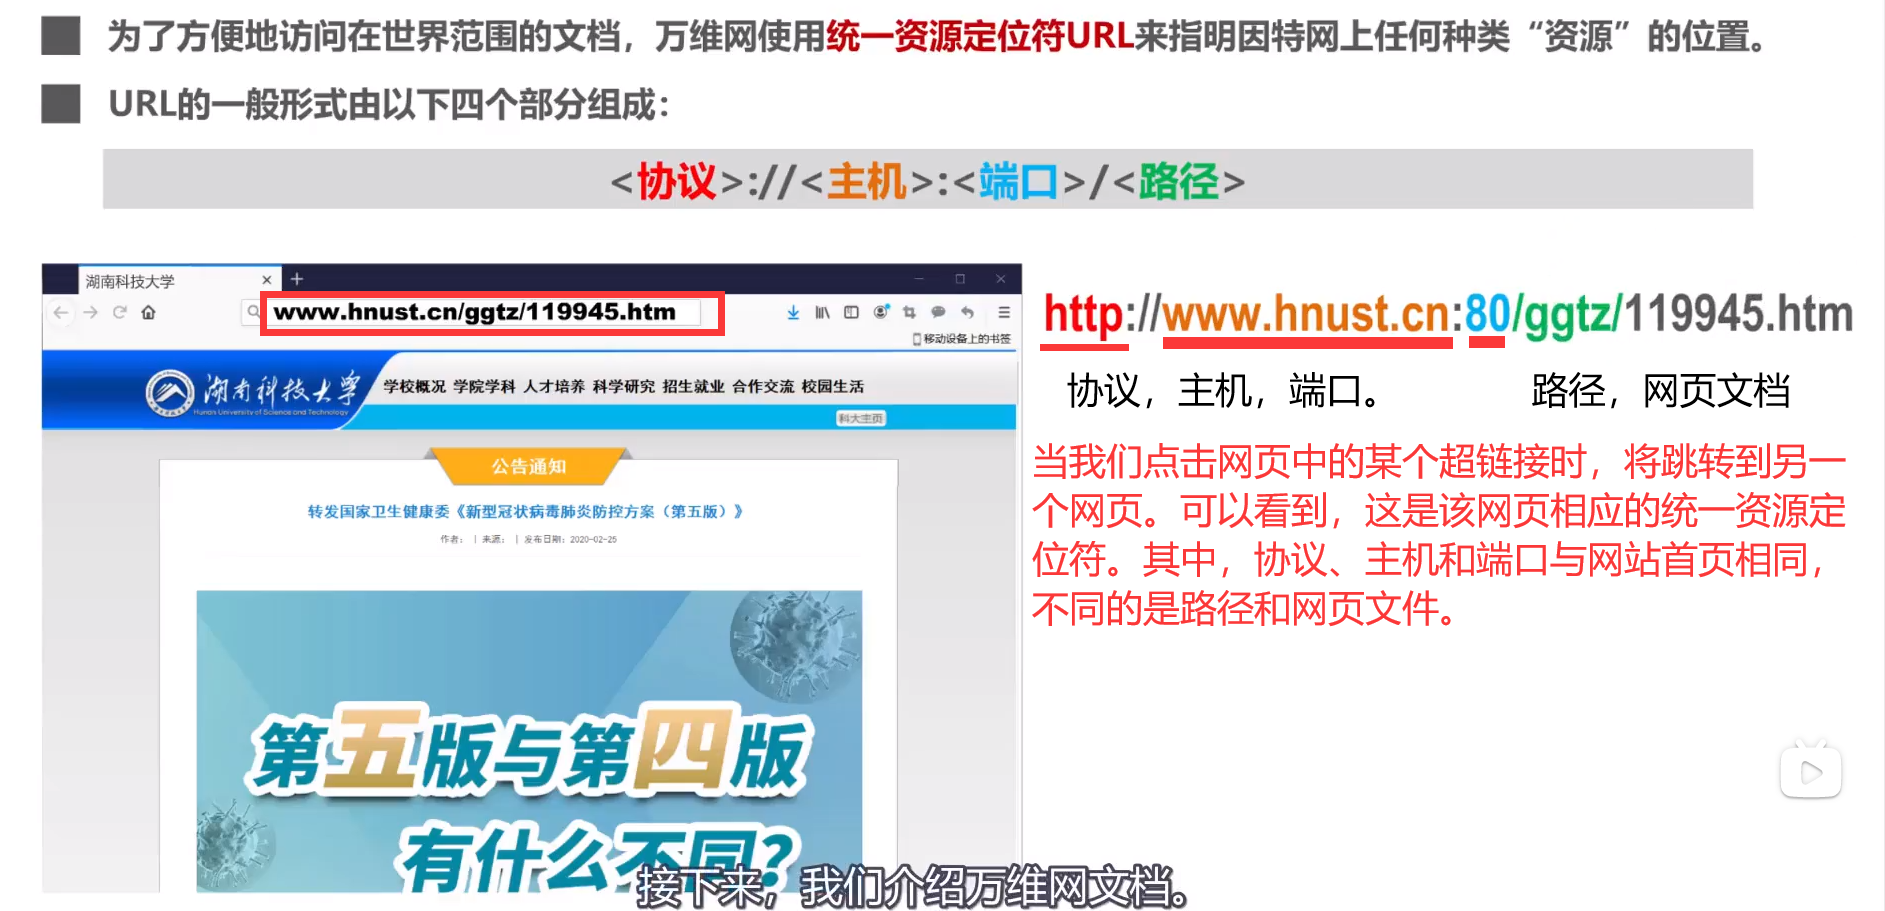 为了方便地访问在世界范围的文档，万维网使用统一资源定位符URL来指明因特网上任何种类“资源”的位置。
URL的一般形式由以下四个部分组成：
<协议>://<主机>:<端口>/<路径>
湖南科技大学
www.hnust.cn/ggtz/119945.htm
移动设备上的书签
湖南科技大学
Hunan University of Science and Technology
学校概况 学院学科 人才培养 科学研究 招生就业 合作交流 校园生活
科大主页
公告通知
转发国家卫生健康委《新型冠状病毒肺炎防控方案（第五版）》
作者： | 来源： | 发布日期：2020-02-25
第五版与第四版
有什么不同？
http://www.hnust.cn:80/ggtz/119945.htm
协议，主机，端口。 路径，网页文档
当我们点击网页中的某个超链接时，将跳转到另一
个网页。可以看到，这是该网页相应的统一资源定
位符。其中，协议、主机和端口与网站首页相同，
不同的是路径和网页文件。
接下来，我们介绍万维网文档。